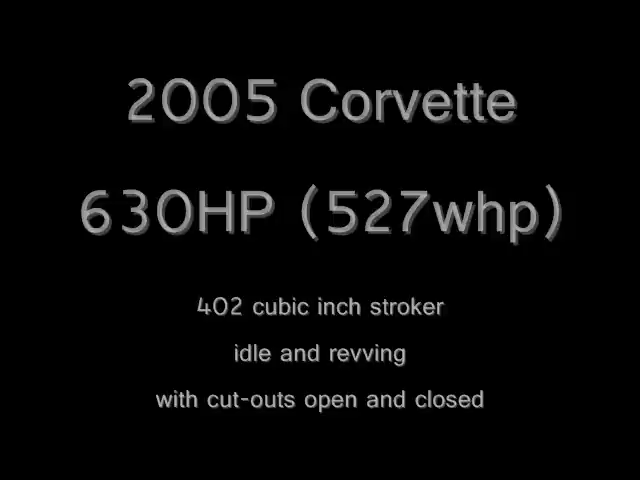 2005 Corvette
630HP (527whp)
402 cubic inch stroker
idle and revving
with cut-outs open and closed